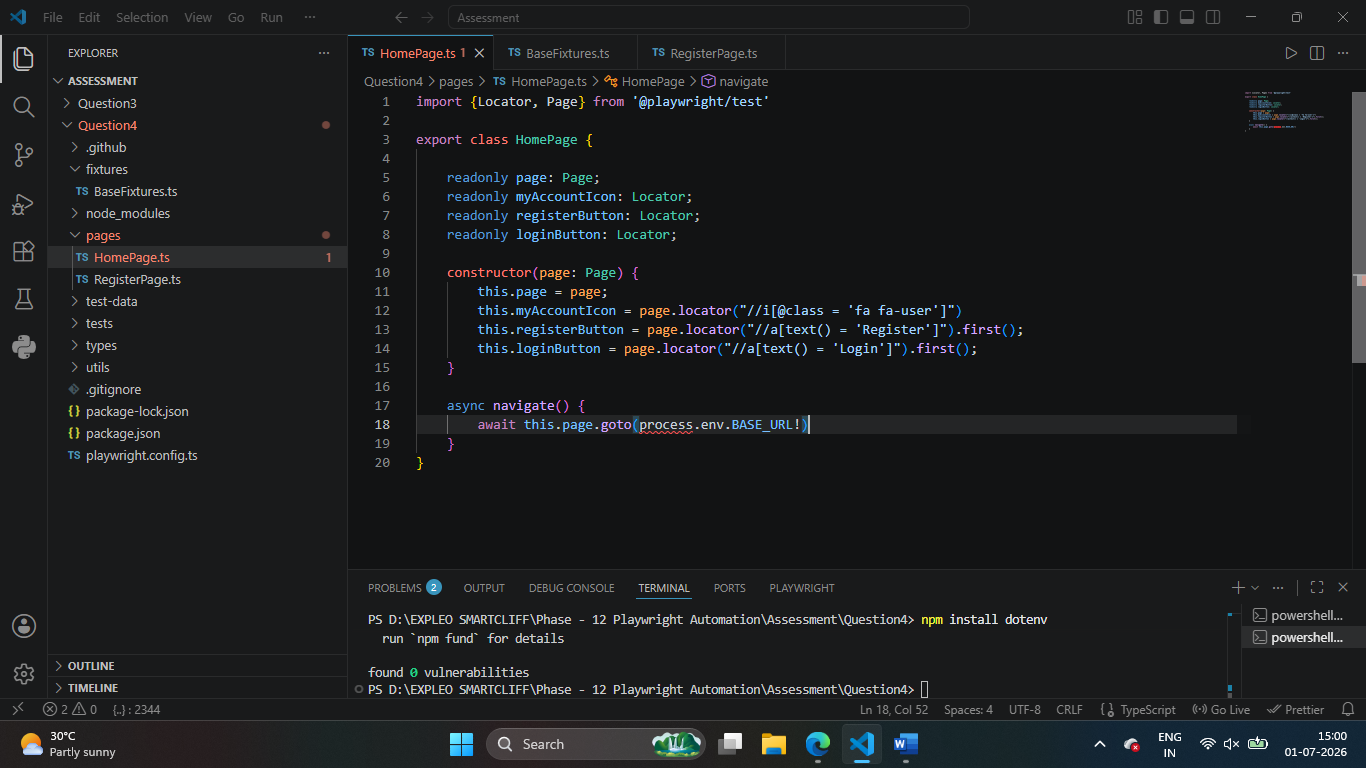 File Edit Selection View Go Run ··· Assessment
EXPLORER
ASSESSMENT
Question3
Question4
.github
fixtures
TS BaseFixtures.ts
node_modules
pages
TS HomePage.ts 1
TS RegisterPage.ts
test-data
tests
types
utils
.gitignore
{} package-lock.json
{} package.json
TS playwright.config.ts
OUTLINE
TIMELINE
TS HomePage.ts 1 TS BaseFixtures.ts TS RegisterPage.ts
Question4 > pages > TS HomePage.ts > HomePage > navigate
1 import {Locator, Page} from '@playwright/test'
2
3 export class HomePage {
4
5 readonly page: Page;
6 readonly myAccountIcon: Locator;
7 readonly registerButton: Locator;
8 readonly loginButton: Locator;
9
10 constructor(page: Page) {
11 this.page = page;
12 this.myAccountIcon = page.locator("//i[@class = 'fa fa-user']")
13 this.registerButton = page.locator("//a[text() = 'Register']").first();
14 this.loginButton = page.locator("//a[text() = 'Login']").first();
15 }
16
17 async navigate() {
18 await this.page.goto(process.env.BASE_URL!)
19 }
20 }
PROBLEMS 2 OUTPUT DEBUG CONSOLE TERMINAL PORTS PLAYWRIGHT
PS D:\EXPLEO SMARTCLIFF\Phase - 12 Playwright Automation\Assessment\Question4> npm install dotenv
run `npm fund` for details
found 0 vulnerabilities
PS D:\EXPLEO SMARTCLIFF\Phase - 12 Playwright Automation\Assessment\Question4>
powershell...
powershell...
2 0 {..} : 2344 Ln 18, Col 52 Spaces: 4 UTF-8 CRLF {} TypeScript Go Live Prettier
30°C
Partly sunny
Search
ENG
IN
15:00
01-07-2026